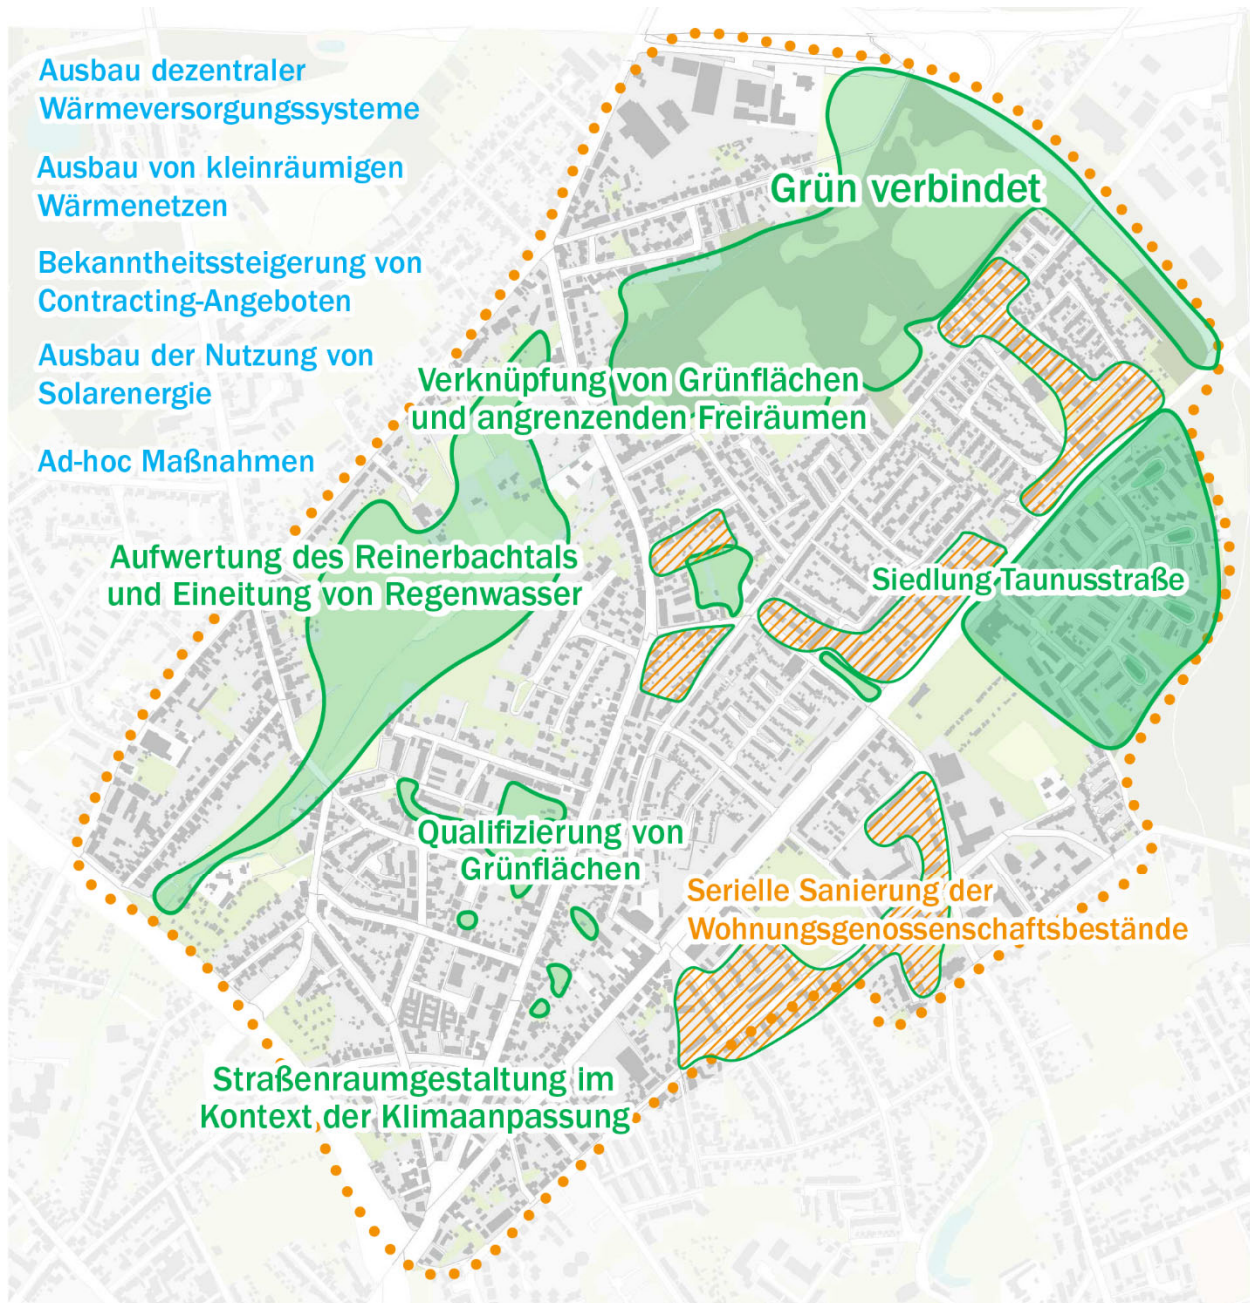 Ausbau dezentraler
Wärmeversorgungssysteme
Ausbau von kleinräumigen
Wärmenetzen
Bekanntheitssteigerung von
Contracting-Angeboten
Ausbau der Nutzung von
Solarenergie
Ad-hoc Maßnahmen
Grün verbindet
Verknüpfung von Grünflächen
und angrenzenden Freiräumen
Aufwertung des Reinerbachtals
und Eineitung von Regenwasser
Siedlung Taunusstraße
Qualifizierung von
Grünflächen
Serielle Sanierung der
Wohnungsgenossenschaftsbestände
Straßenraumgestaltung im
Kontext der Klimaanpassung